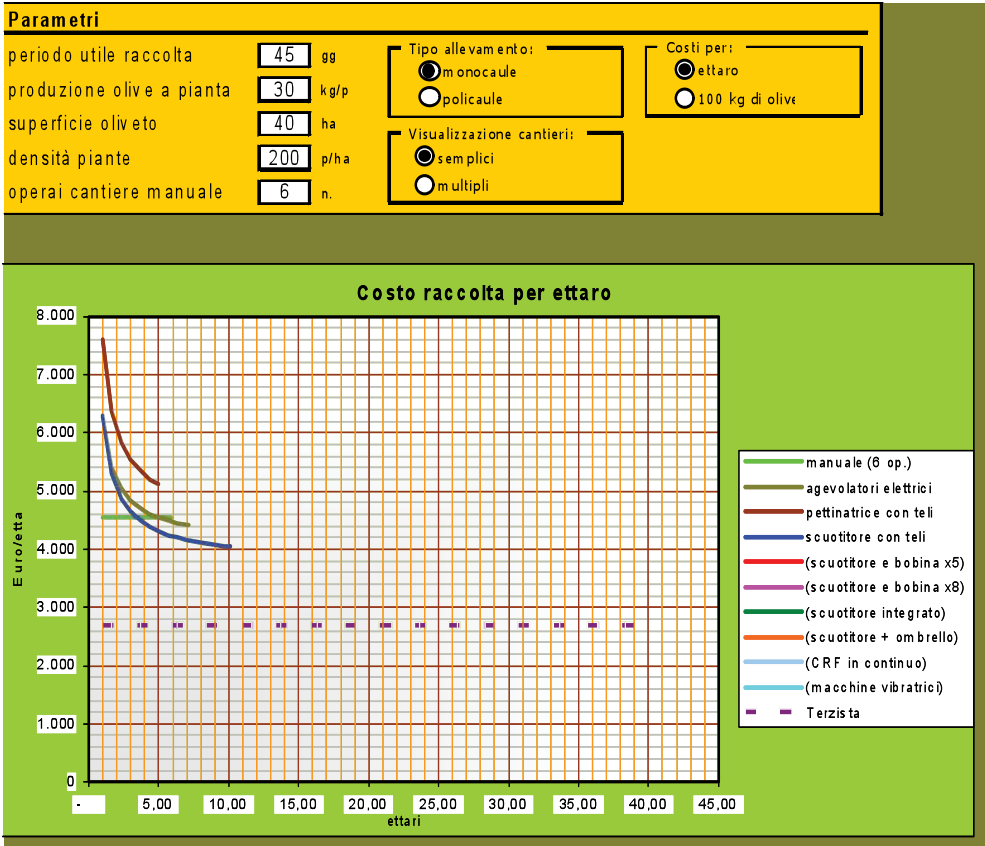 Parametri
periodo utile raccolta 45 gg
produzione olive a pianta 30 kg/p
superficie oliveto 40 ha
densità piante 200 p/ha
operai cantiere manuale 6 n.
Tipo allevamento:
monocaule
policaule
Visualizzazione cantieri:
semplici
multipli
Costi per:
ettaro
100 kg di olive
Costo raccolta per ettaro
8.000
7.000
6.000
5.000
4.000
3.000
2.000
1.000
0
Euro/etta
- 5,00 10,00 15,00 20,00 25,00 30,00 35,00 40,00 45,00
ettari
manuale (6 op.)
agevolatori elettrici
pettinatrice con teli
scuotitore con teli
(scuotitore e bobina x5)
(scuotitore e bobina x8)
(scuotitore integrato)
(scuotitore + ombrello)
(CRF in continuo)
(macchine vibratrici)
Terzista